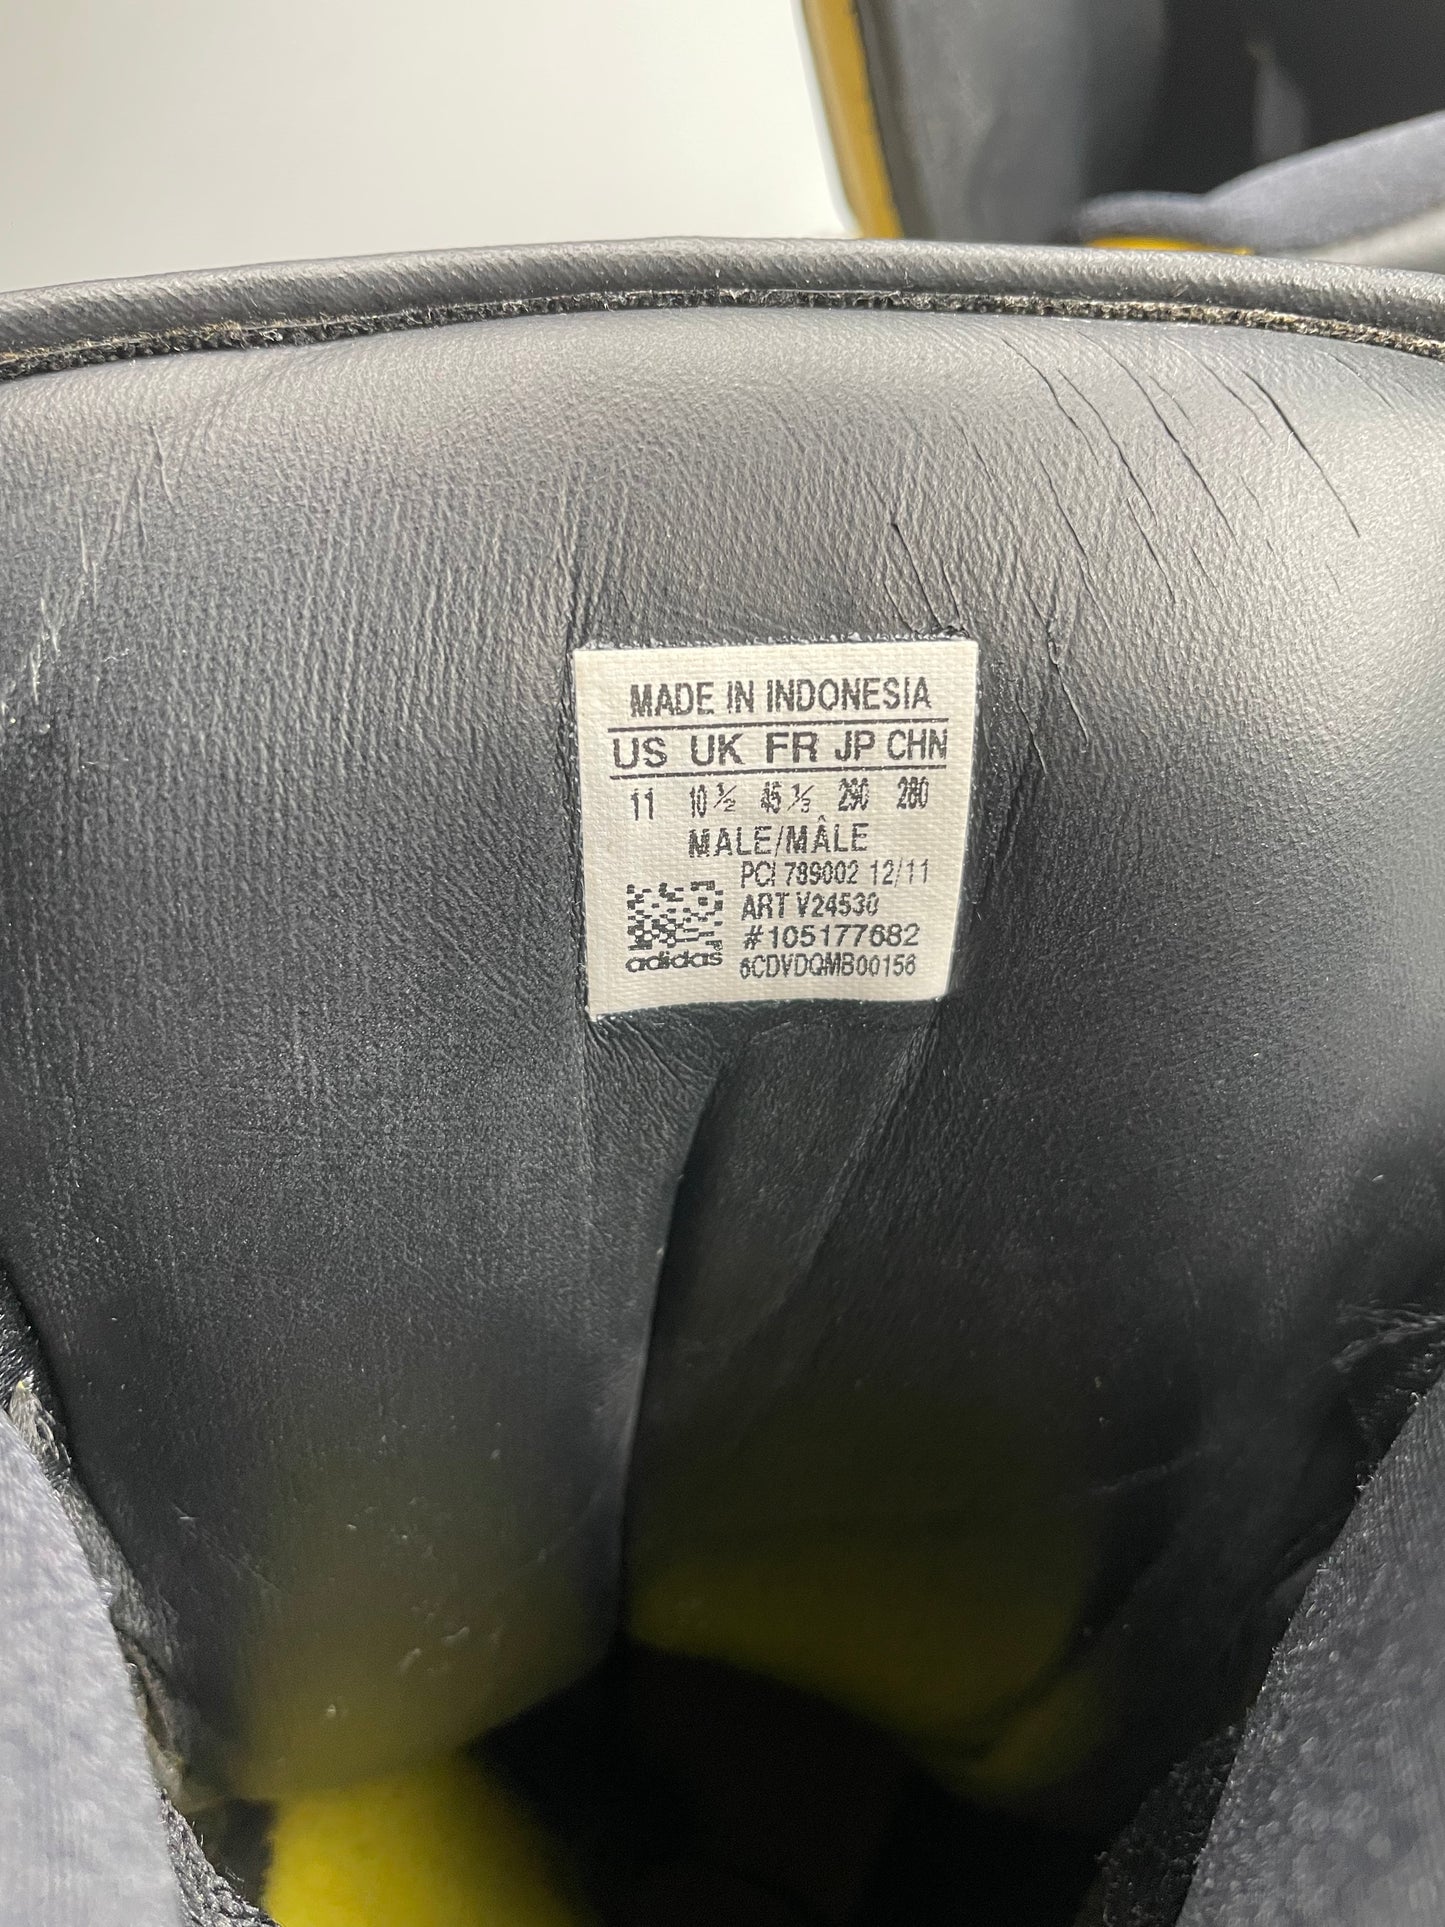 MADE IN INDONESIA
US UK FR JP CHN
11 10 ½ 45 ⅓ 290 280
MALE/MÂLE
PCI 789002 12/11
ART V24530
#105177682
adidas 6CDVDQMB00156